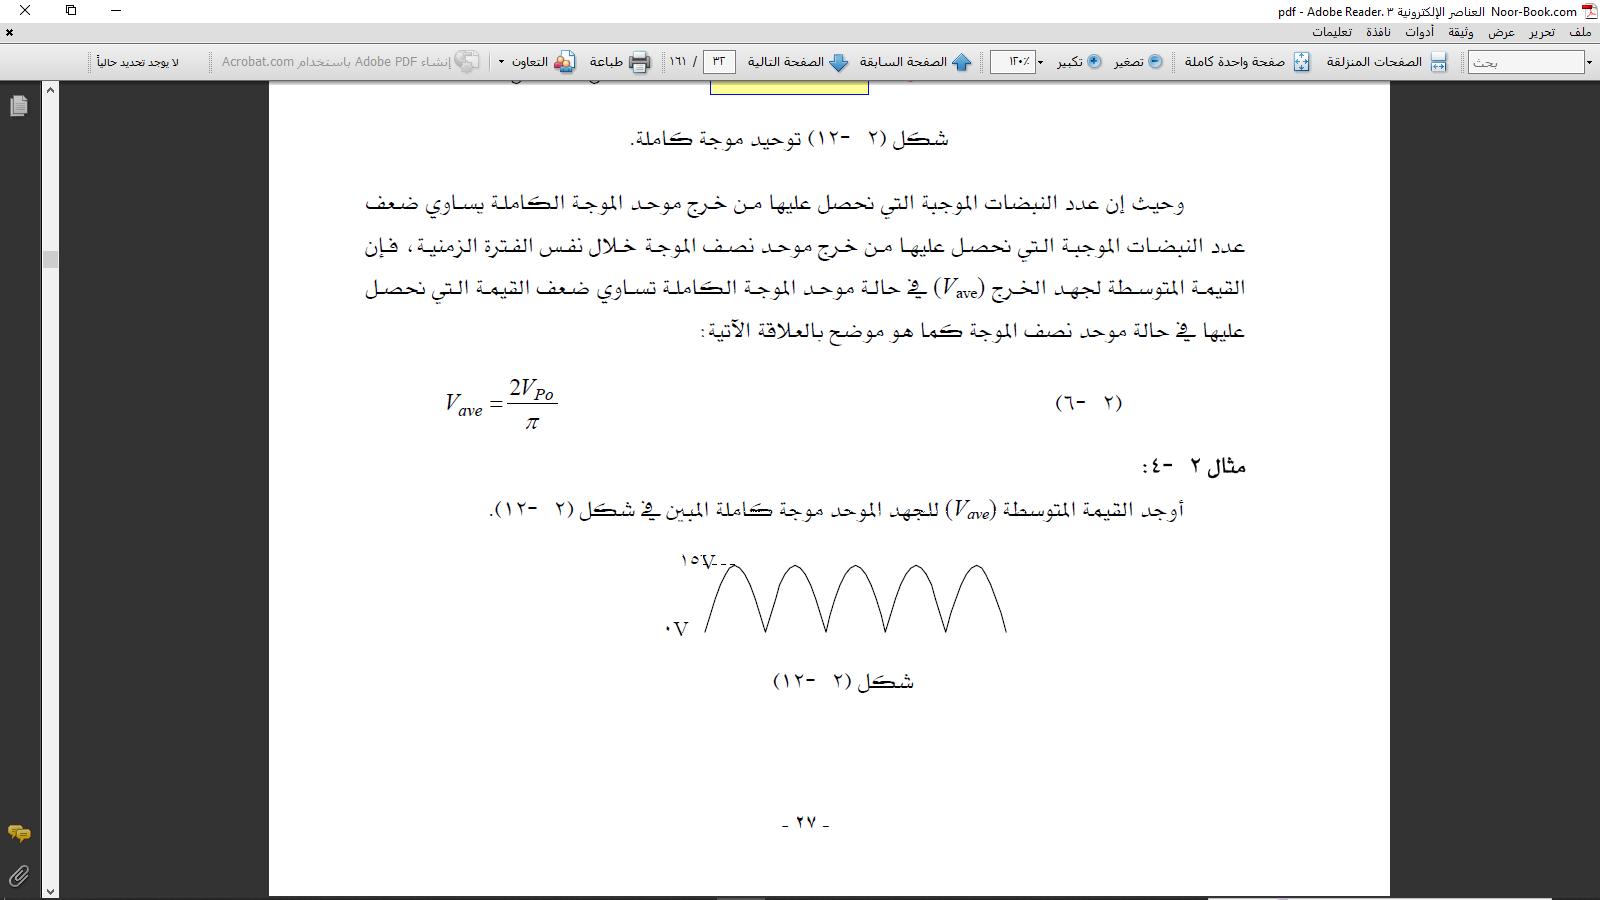 Noor-Book.com العناصر الإلكترونية ٣ .pdf - Adobe Reader
ملف تحرير عرض وثيقة أدوات نافذة تعليمات
بحث الصفحات المنزلقة صفحة واحدة كاملة تصغير تكبير ١٢٠٪ الصفحة السابقة الصفحة التالية ٣٢ / ١٦١ طباعة التعاون إنشاء Adobe PDF باستخدام Acrobat.com لا يوجد تحديد حالياً
شكل (٢ -١٢) توحيد موجة كاملة.
وحيث إن عدد النبضات الموجبة التي نحصل عليها من خرج موحد الموجة الكاملة يساوي ضعف
عدد النبضات الموجبة التي نحصل عليها من خرج موحد نصف الموجة خلال نفس الفترة الزمنية، فإن
القيمة المتوسطة لجهد الخرج (Vave) في حالة موحد الموجة الكاملة تساوي ضعف القيمة التي نحصل
عليها في حالة موحد نصف الموجة كما هو موضح بالعلاقة الآتية:
(٢ -٦) Vave = 2VPo / π
مثال ٢ -٤:
أوجد القيمة المتوسطة (Vave) للجهد الموحد موجة كاملة المبين في شكل (٢ -١٢).
١٥V
٠V
شكل (٢ -١٢)
- ٢٧ -